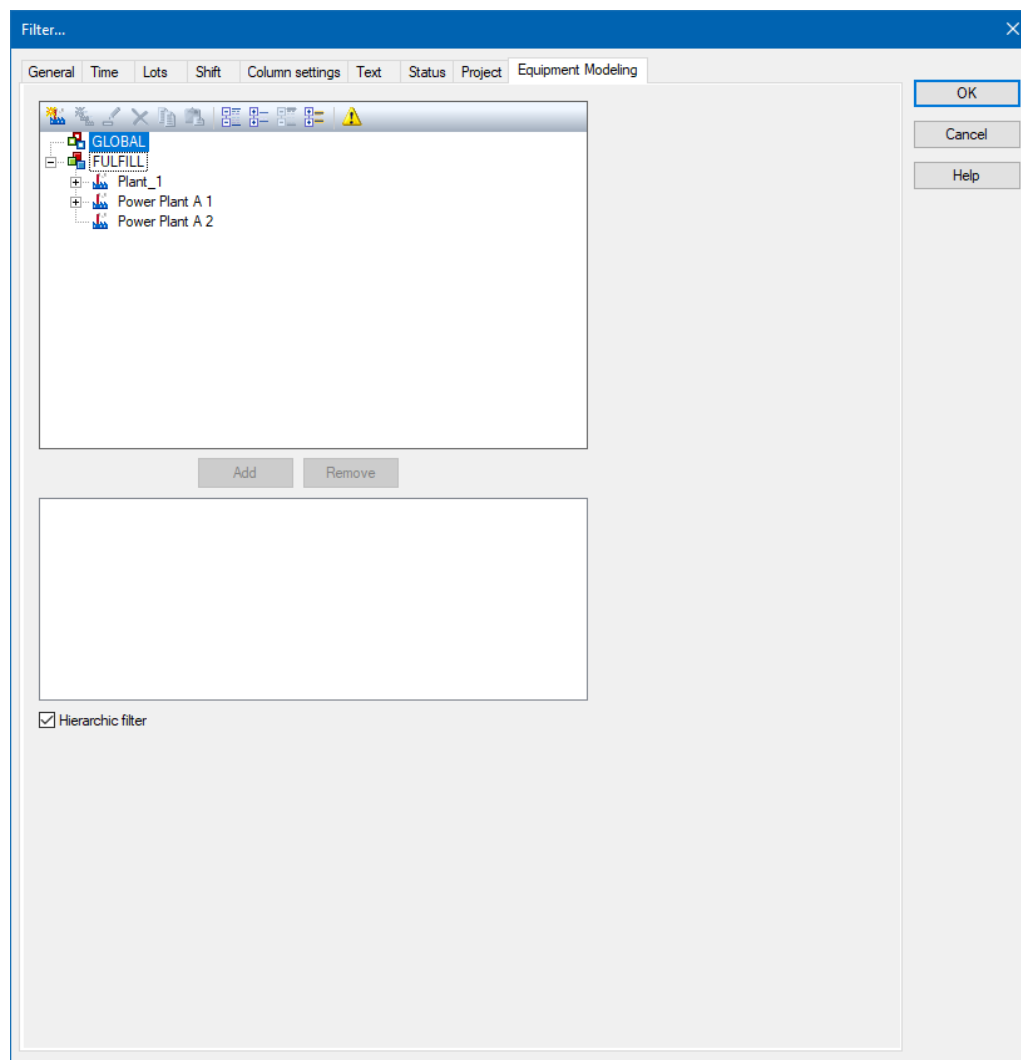 Filter...
General Time Lots Shift Column settings Text Status Project Equipment Modeling
OK
Cancel
Help
GLOBAL
FULFILL
Plant_1
Power Plant A 1
Power Plant A 2
Add Remove
Hierarchic filter